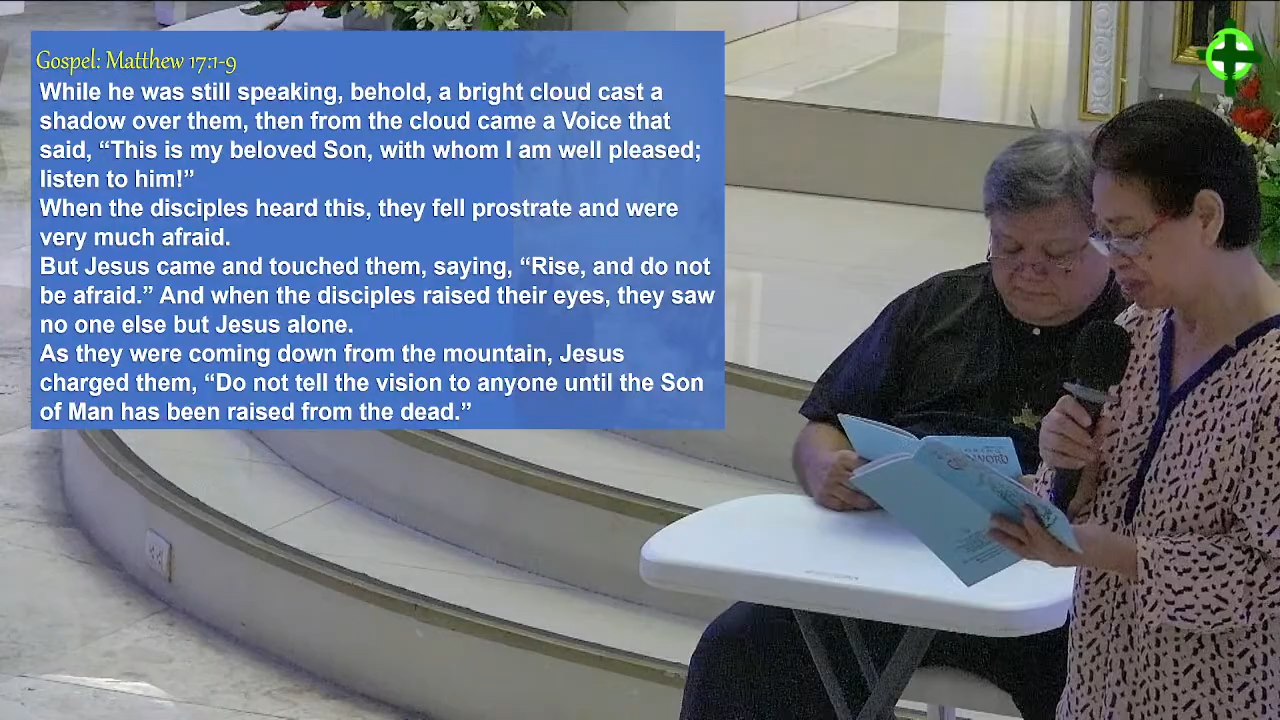 Gospel: Matthew 17:1-9
While he was still speaking, behold, a bright cloud cast a
shadow over them, then from the cloud came a Voice that
said, “This is my beloved Son, with whom I am well pleased;
listen to him!”
When the disciples heard this, they fell prostrate and were
very much afraid.
But Jesus came and touched them, saying, “Rise, and do not
be afraid.” And when the disciples raised their eyes, they saw
no one else but Jesus alone.
As they were coming down from the mountain, Jesus
charged them, “Do not tell the vision to anyone until the Son
of Man has been raised from the dead.”
WORD